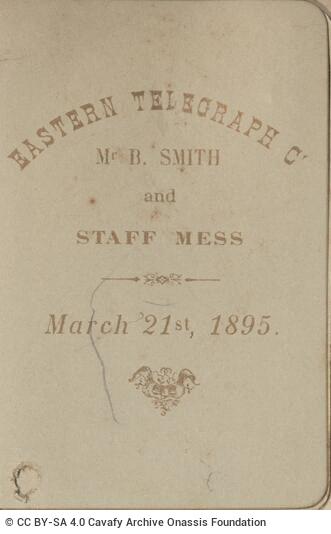 EASTERN TELEGRAPH Cº
Mr B. SMITH
and
STAFF MESS
March 21st, 1895.
© CC BY-SA 4.0 Cavafy Archive Onassis Foundation